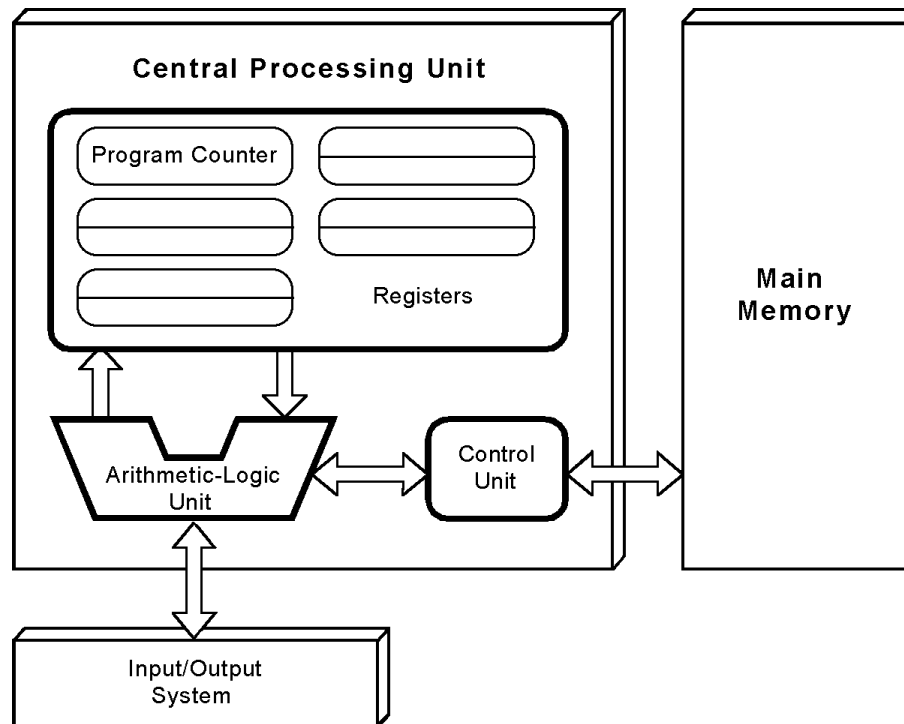 Central Processing Unit
Program Counter
Registers
Main
Memory
Arithmetic-Logic
Unit
Control
Unit
Input/Output
System